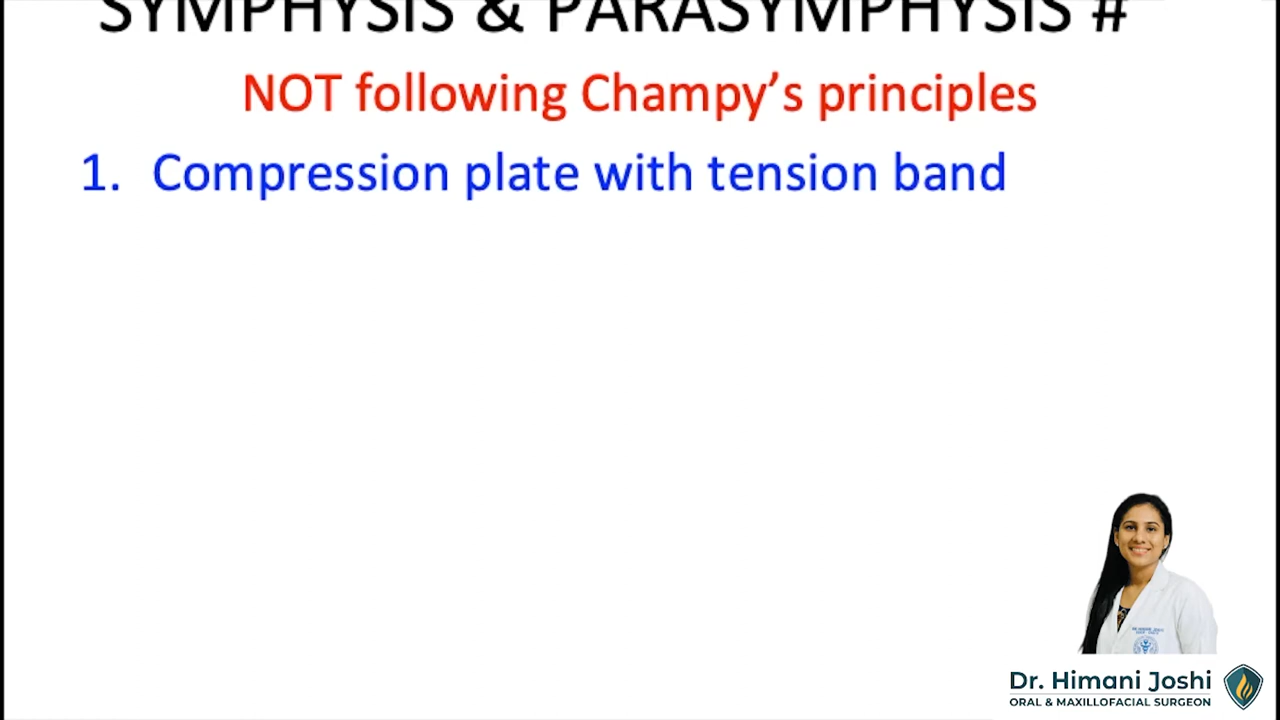 SYMPHYSIS & PARASYMPHYSIS #
NOT following Champy's principles
1. Compression plate with tension band
Dr. Himani Joshi
ORAL & MAXILLOFACIAL SURGEON